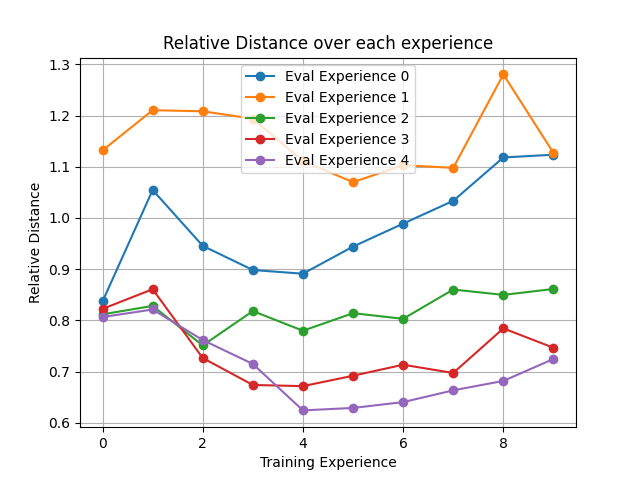 Relative Distance over each experience
1.3
1.2
1.1
1.0
0.9
0.8
0.7
0.6
Relative Distance
Eval Experience 0
Eval Experience 1
Eval Experience 2
Eval Experience 3
Eval Experience 4
0 2 4 6 8
Training Experience